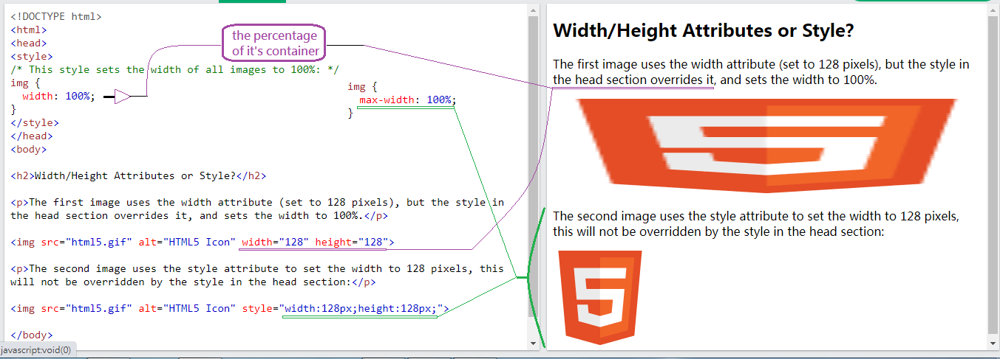 <!DOCTYPE html>
<html>
<head>
<style>
/* This style sets the width of all images to 100%: */
img {
width: 100%;
}
</style>
</head>
<body>
<h2>Width/Height Attributes or Style?</h2>
<p>The first image uses the width attribute (set to 128 pixels), but the style in
the head section overrides it, and sets the width to 100%.</p>
<img src="html5.gif" alt="HTML5 Icon" width="128" height="128">
<p>The second image uses the style attribute to set the width to 128 pixels, this
will not be overridden by the style in the head section:</p>
<img src="html5.gif" alt="HTML5 Icon" style="width:128px;height:128px;">
</body>
javascript:void(0)
the percentage
of it's container
img {
max-width: 100%;
}
Width/Height Attributes or Style?
The first image uses the width attribute (set to 128 pixels), but the style in
the head section overrides it, and sets the width to 100%.
5
The second image uses the style attribute to set the width to 128 pixels,
this will not be overridden by the style in the head section:
5